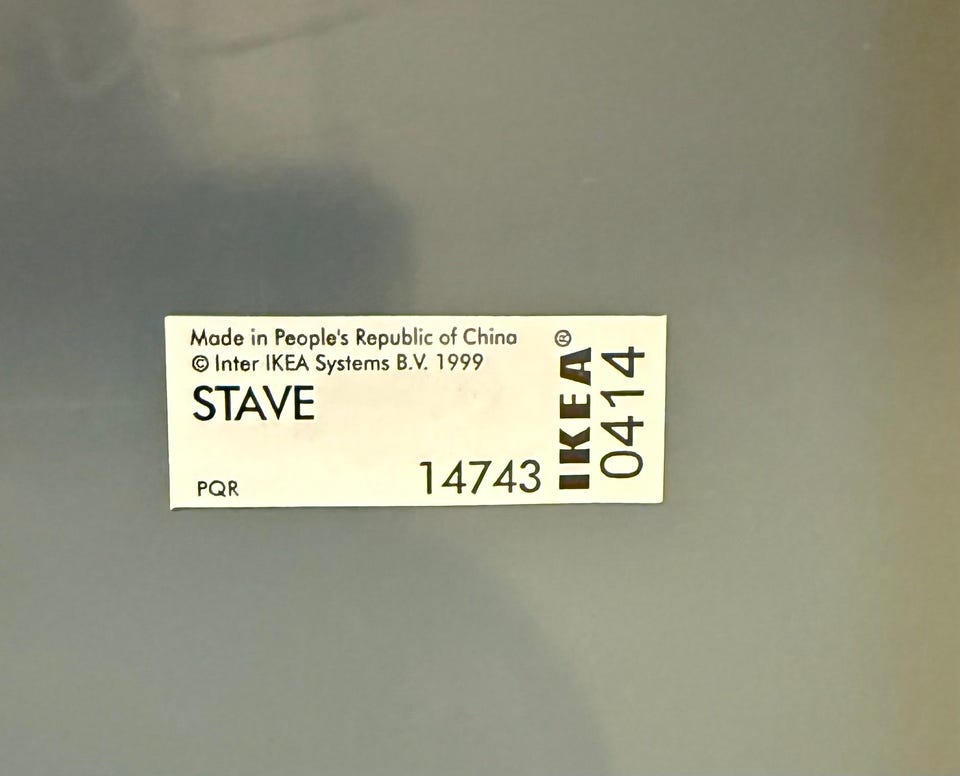 Made in People's Republic of China
© Inter IKEA Systems B.V. 1999
STAVE
PQR
14743
IKEA®
0414